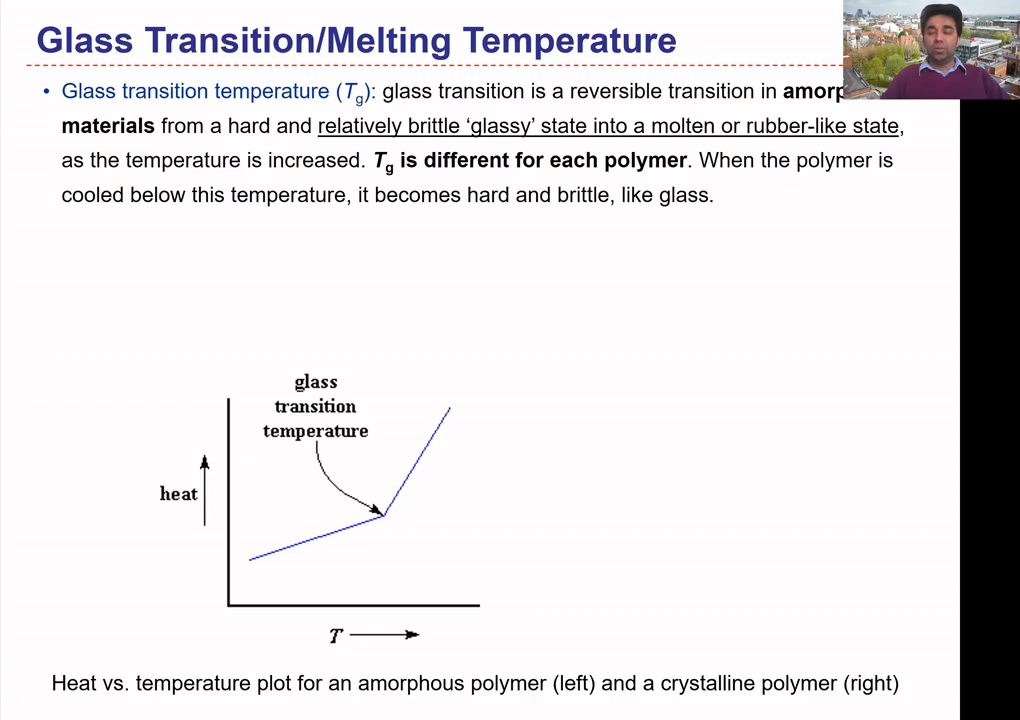 Glass Transition/Melting Temperature
• Glass transition temperature (Tg): glass transition is a reversible transition in amorp
materials from a hard and relatively brittle ‘glassy’ state into a molten or rubber-like state,
as the temperature is increased. Tg is different for each polymer. When the polymer is
cooled below this temperature, it becomes hard and brittle, like glass.
glass
transition
temperature
heat
T
Heat vs. temperature plot for an amorphous polymer (left) and a crystalline polymer (right)